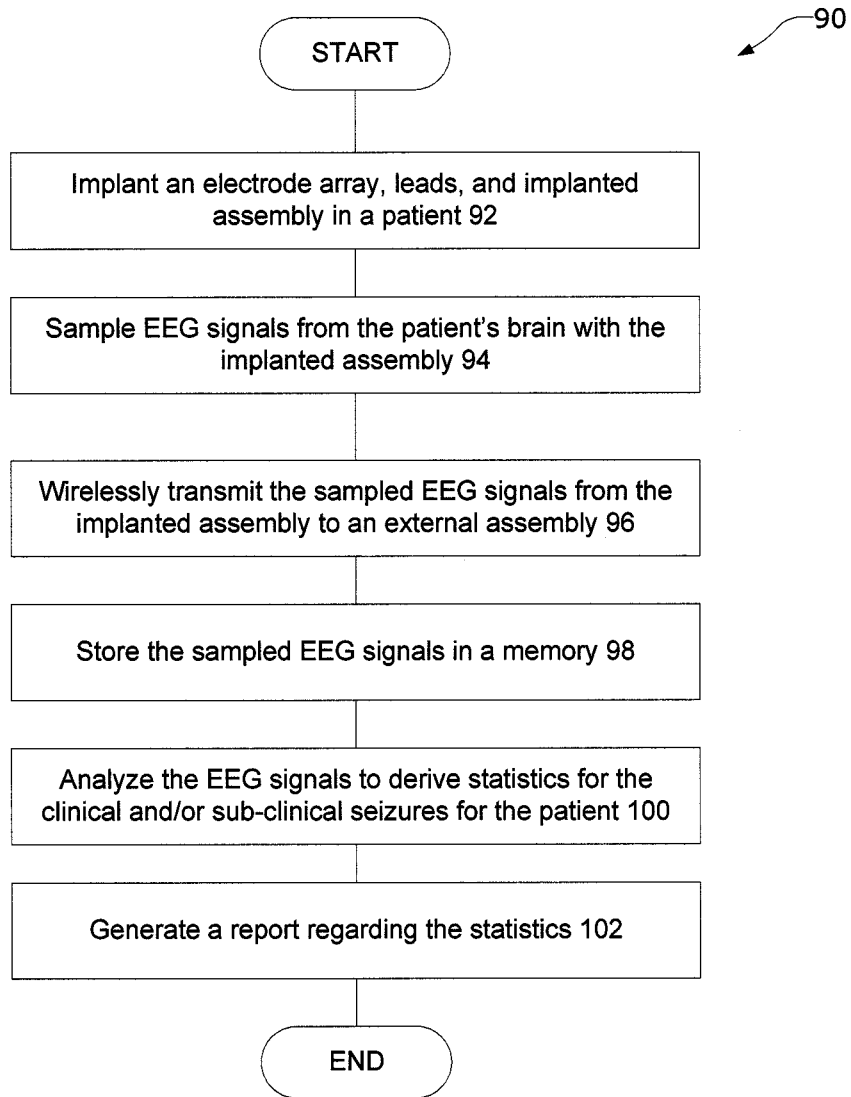 90
START
Implant an electrode array, leads, and implanted
assembly in a patient 92
Sample EEG signals from the patient's brain with the
implanted assembly 94
Wirelessly transmit the sampled EEG signals from the
implanted assembly to an external assembly 96
Store the sampled EEG signals in a memory 98
Analyze the EEG signals to derive statistics for the
clinical and/or sub-clinical seizures for the patient 100
Generate a report regarding the statistics 102
END